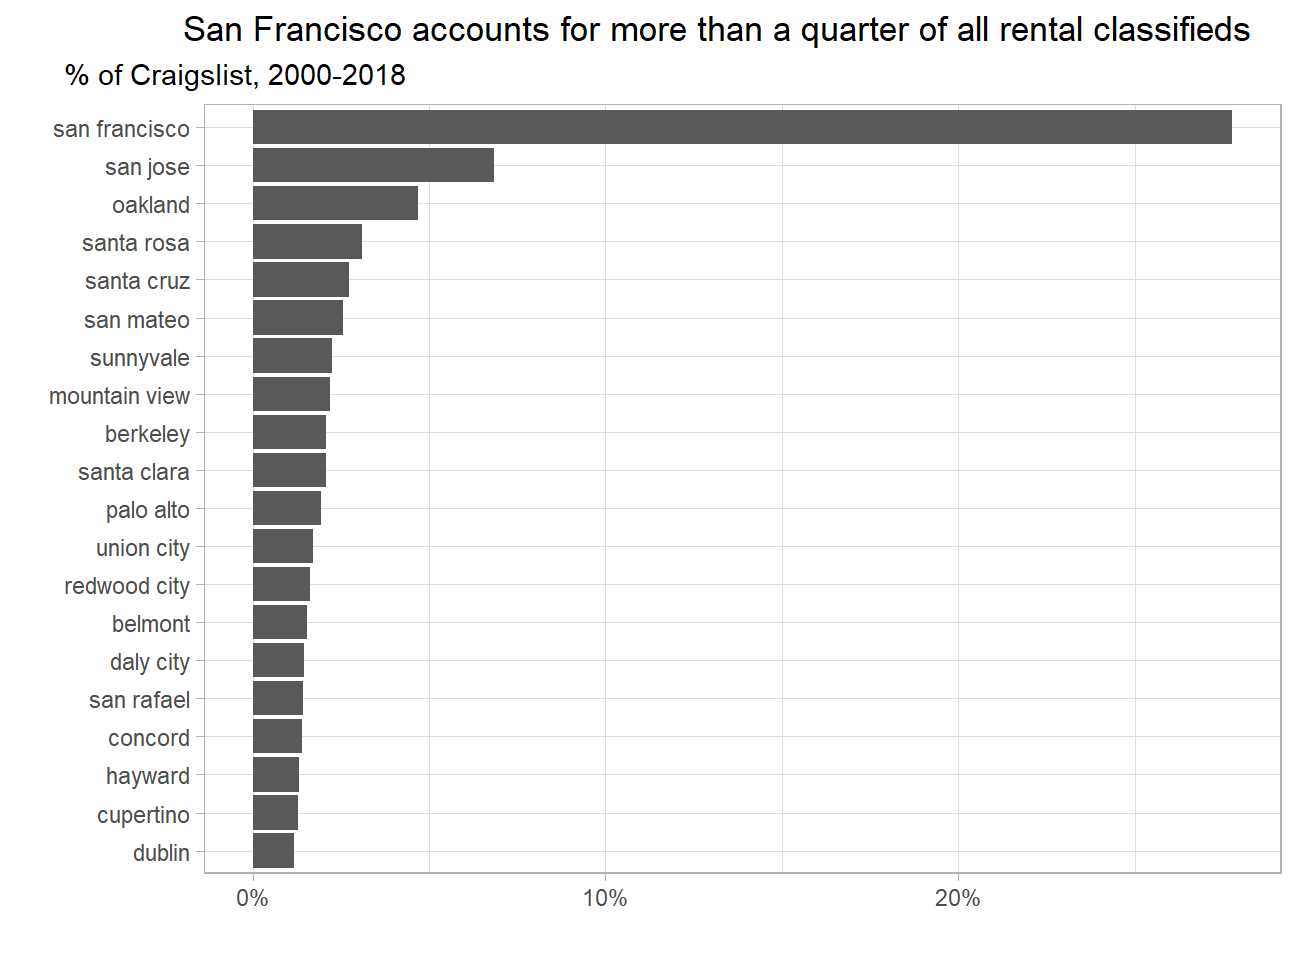 San Francisco accounts for more than a quarter of all rental classifieds
% of Craigslist, 2000-2018
san francisco
san jose
oakland
santa rosa
santa cruz
san mateo
sunnyvale
mountain view
berkeley
santa clara
palo alto
union city
redwood city
belmont
daly city
san rafael
concord
hayward
cupertino
dublin
0% 10% 20%